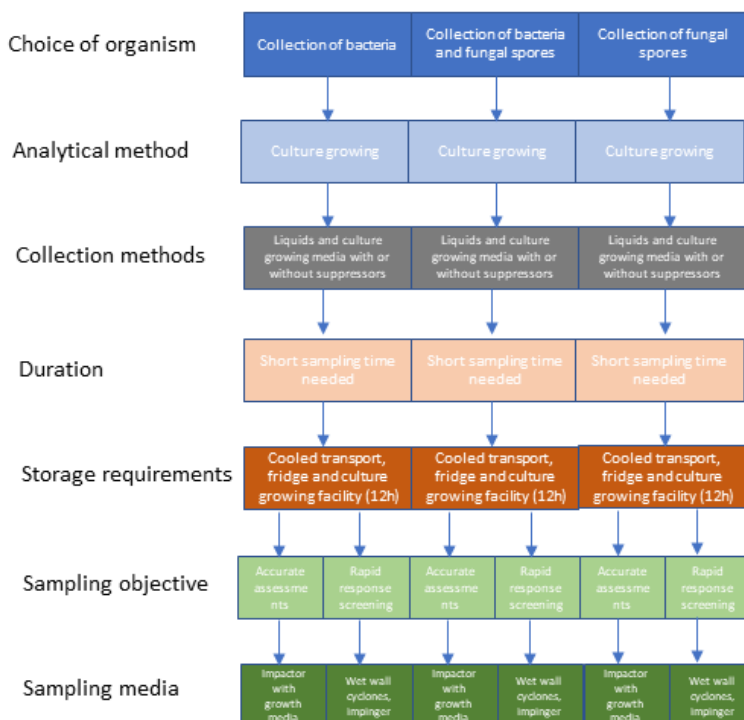 Choice of organism
Collection of bacteria
Collection of bacteria
and fungal spores
Collection of fungal
spores
Analytical method
Culture growing
Culture growing
Culture growing
Collection methods
Liquids and culture
growing media with or
without suppressors
Liquids and culture
growing media with or
without suppressors
Liquids and culture
growing media with or
without suppressors
Duration
Short sampling time
needed
Short sampling time
needed
Short sampling time
needed
Storage requirements
Cooled transport,
fridge and culture
growing facility (12h)
Cooled transport,
fridge and culture
growing facility (12h)
Cooled transport,
fridge and culture
growing facility (12h)
Sampling objective
Accurate
assessme
nts
Rapid
response
screening
Accurate
assessme
nts
Rapid
response
screening
Accurate
assessme
nts
Rapid
response
screening
Sampling media
Impactor
with
growth
media
Wet wall
cyclones,
impinger
Impactor
with
growth
media
Wet wall
cyclones,
impinger
Impactor
with
growth
media
Wet wall
cyclones,
impinger